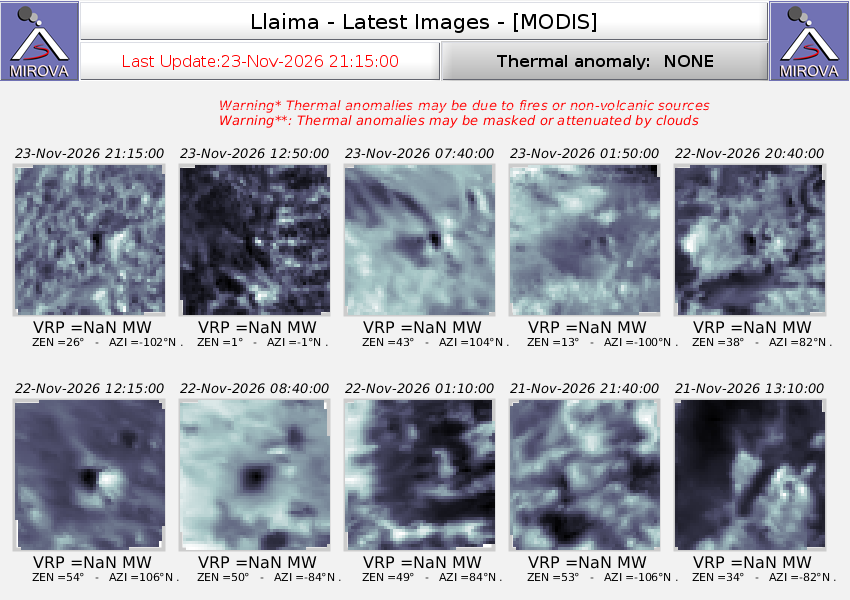 Llaima - Latest Images - [MODIS]
MIROVA
Last Update:23-Nov-2026 21:15:00
Thermal anomaly: NONE
MIROVA
Warning* Thermal anomalies may be due to fires or non-volcanic sources
Warning**: Thermal anomalies may be masked or attenuated by clouds
23-Nov-2026 21:15:00 23-Nov-2026 12:50:00 23-Nov-2026 07:40:00 23-Nov-2026 01:50:00 22-Nov-2026 20:40:00
VRP =NaN MW VRP =NaN MW VRP =NaN MW VRP =NaN MW VRP =NaN MW
ZEN =26° - AZI =-102°N . ZEN =1° - AZI =-1°N . ZEN =43° - AZI =104°N . ZEN =13° - AZI =-100°N . ZEN =38° - AZI =82°N .
22-Nov-2026 12:15:00 22-Nov-2026 08:40:00 22-Nov-2026 01:10:00 21-Nov-2026 21:40:00 21-Nov-2026 13:10:00
VRP =NaN MW VRP =NaN MW VRP =NaN MW VRP =NaN MW VRP =NaN MW
ZEN =54° - AZI =106°N . ZEN =50° - AZI =-84°N . ZEN =49° - AZI =84°N . ZEN =53° - AZI =-106°N . ZEN =34° - AZI =-82°N .